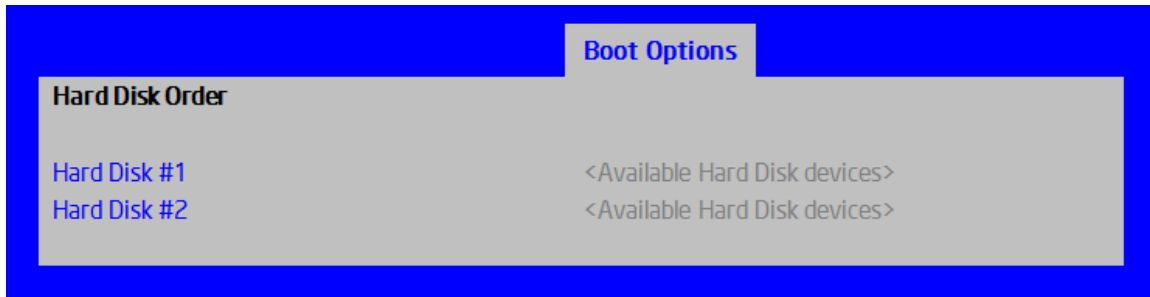 Boot Options
Hard Disk Order
Hard Disk #1 <Available Hard Disk devices>
Hard Disk #2 <Available Hard Disk devices>